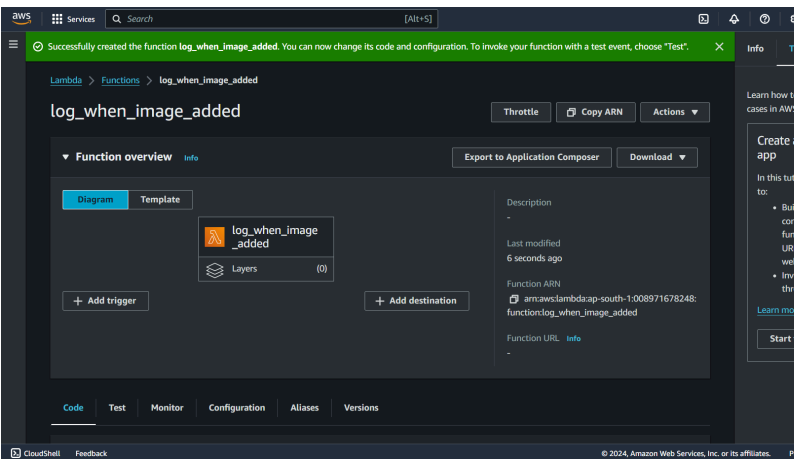 aws
Services
Search
[Alt+S]
Successfully created the function log_when_image_added. You can now change its code and configuration. To invoke your function with a test event, choose "Test".
Info
Lambda > Functions > log_when_image_added
log_when_image_added
Throttle
Copy ARN
Actions
Learn how
cases in AWS
Function overview Info
Export to Application Composer
Download
Create
app
In this
to:
Diagram
Template
Description
-
log_when_image
_added
Last modified
6 seconds ago
Layers (0)
Function ARN
+ Add trigger
+ Add destination
arn:aws:lambda:ap-south-1:008971678248:
function:log_when_image_added
Function URL Info
-
Start
Code
Test
Monitor
Configuration
Aliases
Versions
CloudShell
Feedback
© 2024, Amazon Web Services, Inc. or its affiliates.